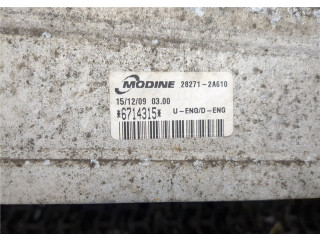 MODINE 28271-2A610
15/12/09 03.00
*6714315* U-ENG/D-ENG